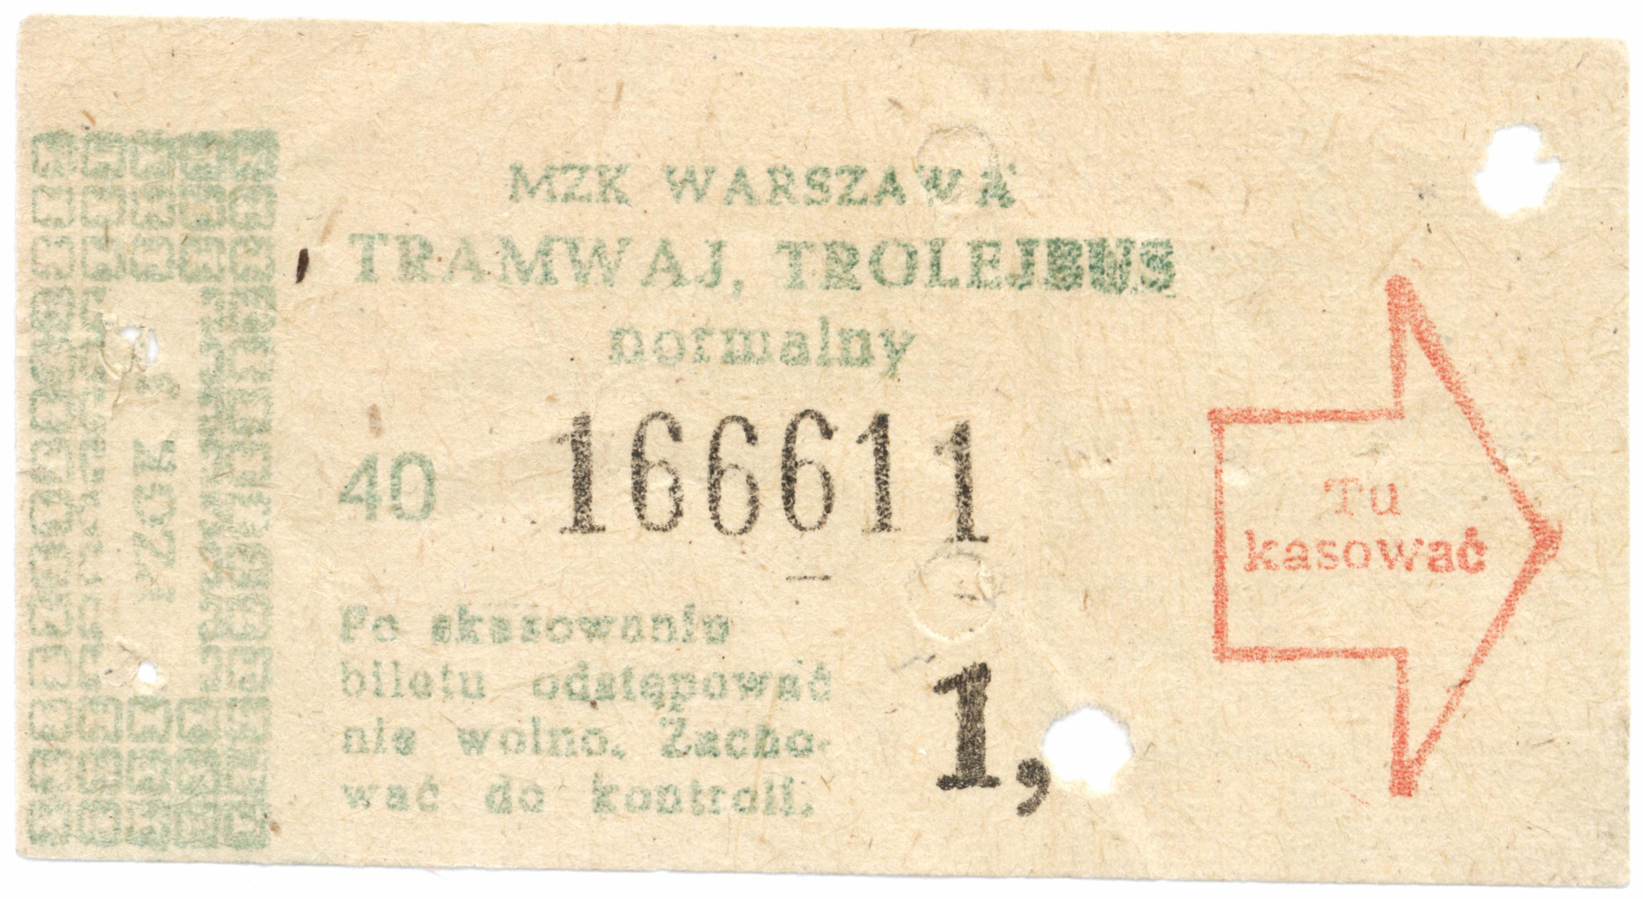 MZK WARSZAWA
TRAMWAJ, TROLEJBUS
normalny
40 166611
Po skasowaniu
biletu odstępować
nie wolno. Zacho-
wać do kontroli.
1,
Tu
kasować